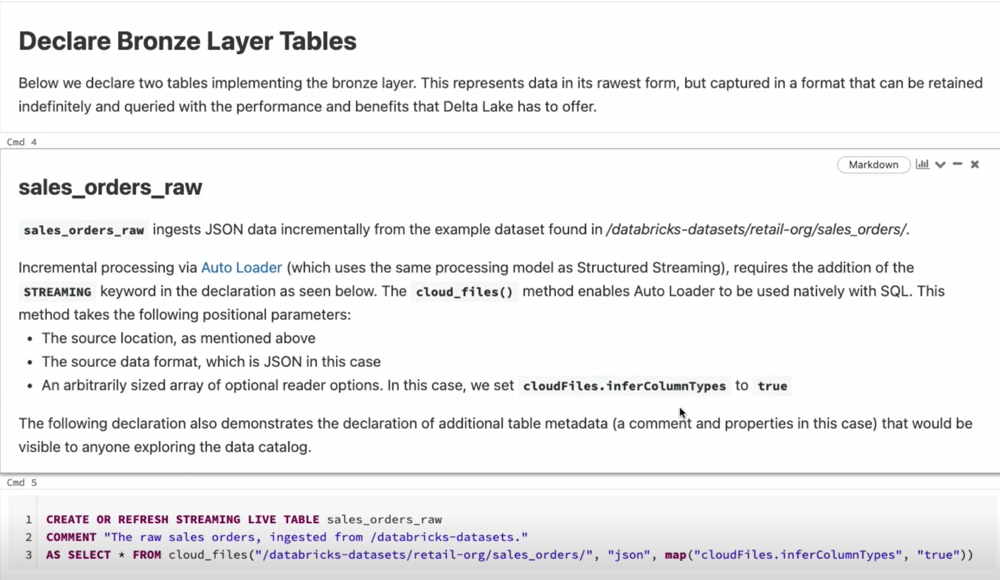 Declare Bronze Layer Tables
Below we declare two tables implementing the bronze layer. This represents data in its rawest form, but captured in a format that can be retained
indefinitely and queried with the performance and benefits that Delta Lake has to offer.
Cmd 4
Markdown
sales_orders_raw
sales_orders_raw ingests JSON data incrementally from the example dataset found in /databricks-datasets/retail-org/sales_orders/.
Incremental processing via Auto Loader (which uses the same processing model as Structured Streaming), requires the addition of the
STREAMING keyword in the declaration as seen below. The cloud_files() method enables Auto Loader to be used natively with SQL. This
method takes the following positional parameters:
• The source location, as mentioned above
• The source data format, which is JSON in this case
• An arbitrarily sized array of optional reader options. In this case, we set cloudFiles.inferColumnTypes to true
The following declaration also demonstrates the declaration of additional table metadata (a comment and properties in this case) that would be
visible to anyone exploring the data catalog.
Cmd 5
1 CREATE OR REFRESH STREAMING LIVE TABLE sales_orders_raw
2 COMMENT "The raw sales orders, ingested from /databricks-datasets."
3 AS SELECT * FROM cloud_files("/databricks-datasets/retail-org/sales_orders/", "json", map("cloudFiles.inferColumnTypes", "true"))